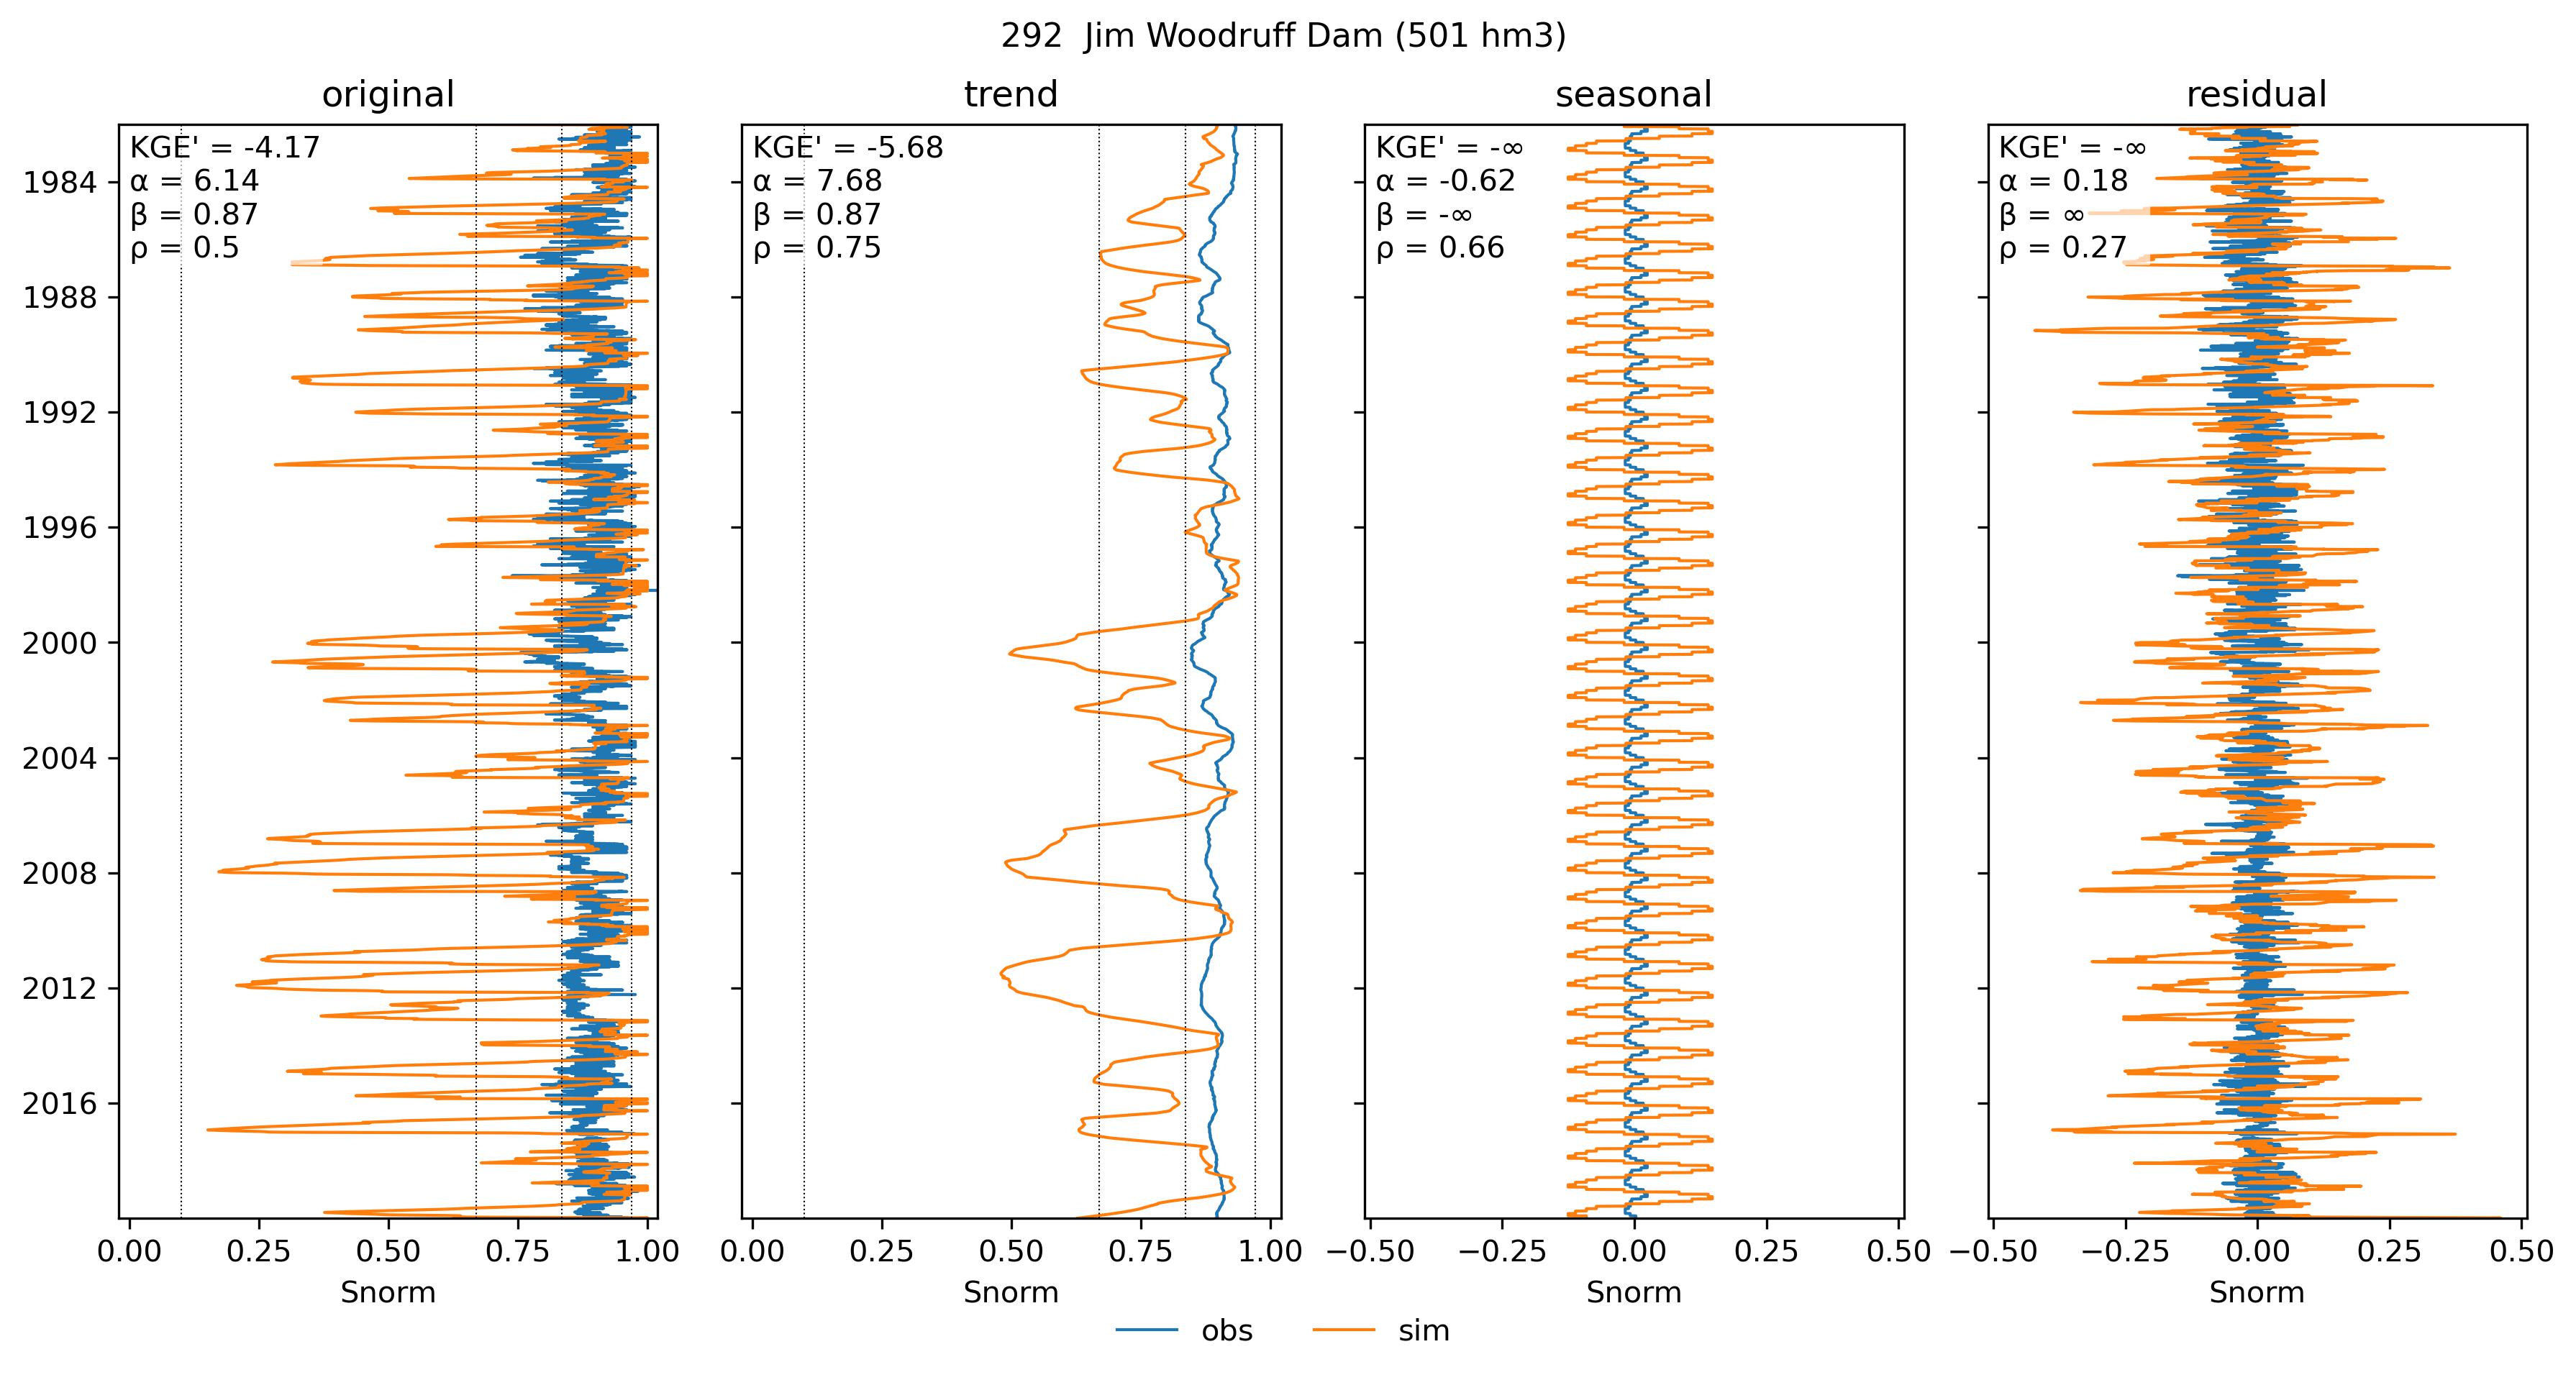 292  Jim Woodruff Dam (501 hm3)
original
trend
seasonal
residual
KGE' = -4.17
α = 6.14
β = 0.87
ρ = 0.5
KGE' = -5.68
α = 7.68
β = 0.87
ρ = 0.75
KGE' = -∞
α = -0.62
β = -∞
ρ = 0.66
KGE' = -∞
α = 0.18
β = ∞
ρ = 0.27
1984
1988
1992
1996
2000
2004
2008
2012
2016
0.00 0.25 0.50 0.75 1.00
0.00 0.25 0.50 0.75 1.00
−0.50 −0.25 0.00 0.25 0.50
−0.50 −0.25 0.00 0.25 0.50
Snorm
Snorm
Snorm
Snorm
obs
sim